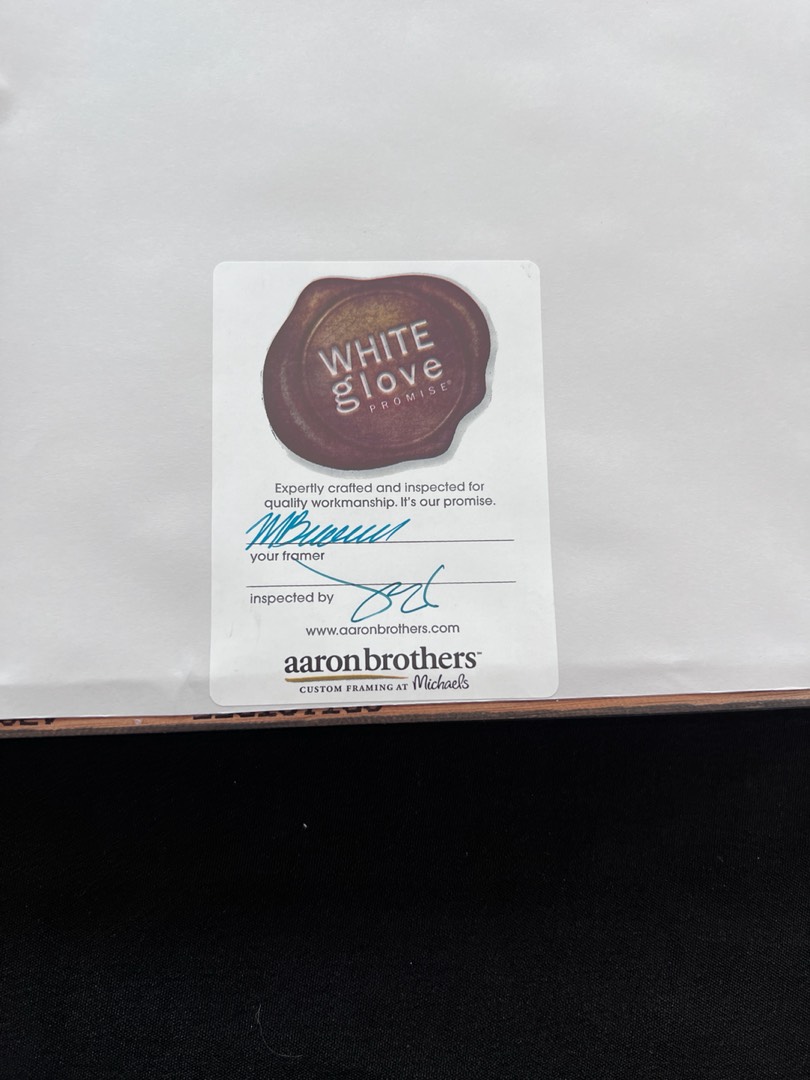 WHITE
glove
PROMISE®
Expertly crafted and inspected for
quality workmanship. It's our promise.
your framer
inspected by
www.aaronbrothers.com
aaronbrothers™
CUSTOM FRAMING AT Michaels